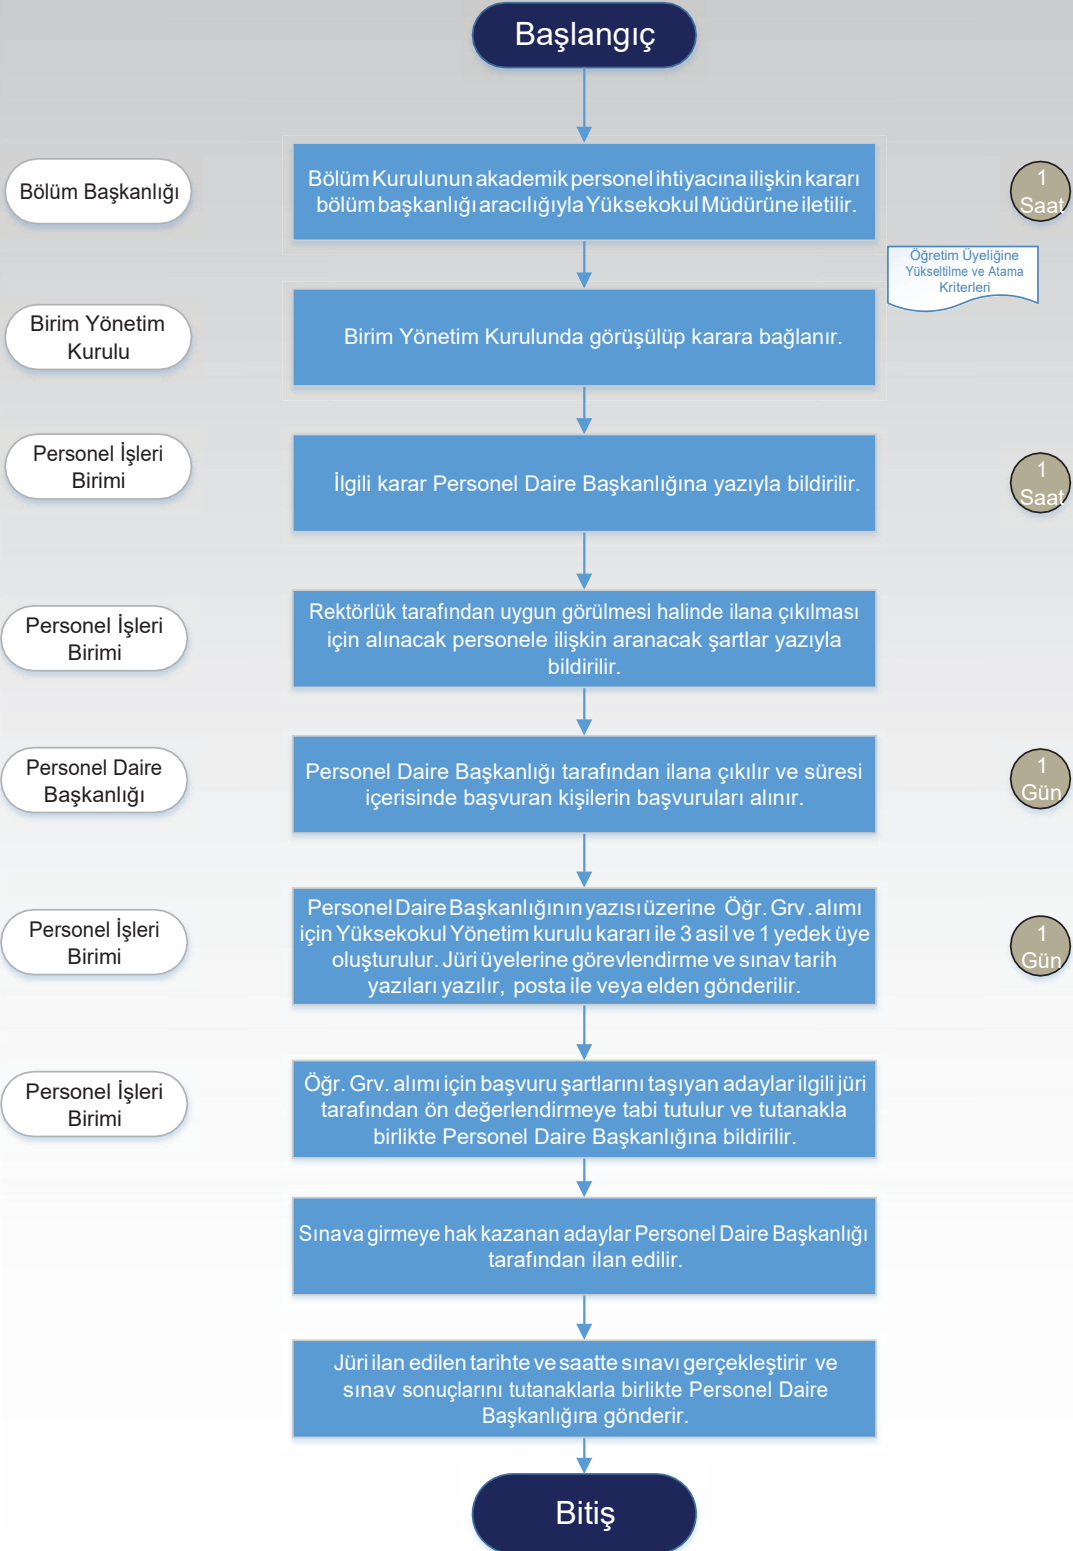 Başlangıç
Bölüm Başkanlığı
Bölüm Kurulunun akademik personel ihtiyacına ilişkin kararı
bölüm başkanlığı aracılığıyla Yüksekokul Müdürüne iletilir.
1
Saat
Öğretim Üyeliğine
Yükseltilme ve Atama
Kriterleri
Birim Yönetim
Kurulu
Birim Yönetim Kurulunda görüşülüp karara bağlanır.
Personel İşleri
Birimi
İlgili karar Personel Daire Başkanlığına yazıyla bildirilir.
1
Saat
Personel İşleri
Birimi
Rektörlük tarafından uygun görülmesi halinde ilana çıkılması
için alınacak personele ilişkin aranacak şartlar yazıyla
bildirilir.
Personel Daire
Başkanlığı
Personel Daire Başkanlığı tarafından ilana çıkılır ve süresi
içerisinde başvuran kişilerin başvuruları alınır.
1
Gün
Personel İşleri
Birimi
Personel Daire Başkanlığının yazısı üzerine Öğr. Grv. alımı
için Yüksekokul Yönetim kurulu kararı ile 3 asil ve 1 yedek üye
oluşturulur. Jüri üyelerine görevlendirme ve sınav tarih
yazıları yazılır, posta ile veya elden gönderilir.
1
Gün
Personel İşleri
Birimi
Öğr. Grv. alımı için başvuru şartlarını taşıyan adaylar ilgili jüri
tarafından ön değerlendirmeye tabi tutulur ve tutanakla
birlikte Personel Daire Başkanlığına bildirilir.
Sınava girmeye hak kazanan adaylar Personel Daire Başkanlığı
tarafından ilan edilir.
Jüri ilan edilen tarihte ve saatte sınavı gerçekleştirir ve
sınav sonuçlarını tutanaklarla birlikte Personel Daire
Başkanlığına gönderir.
Bitiş